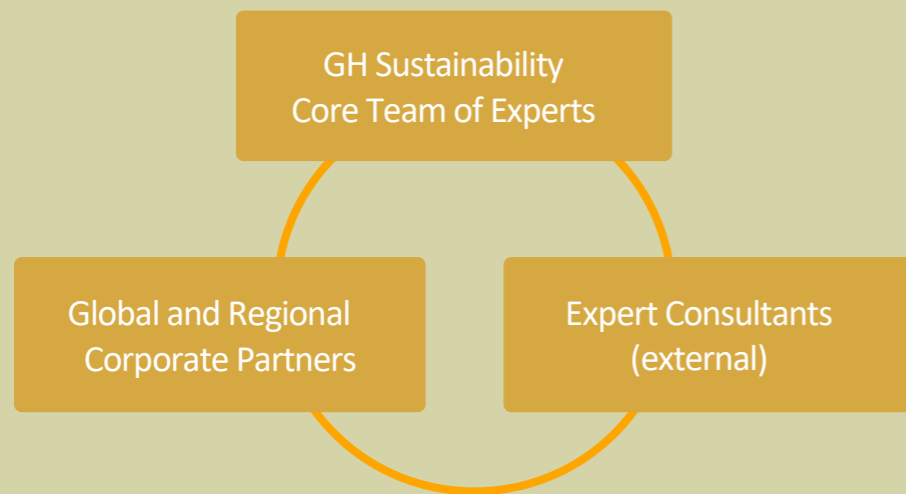 GH Sustainability
Core Team of Experts
Global and Regional
Corporate Partners
Expert Consultants
(external)